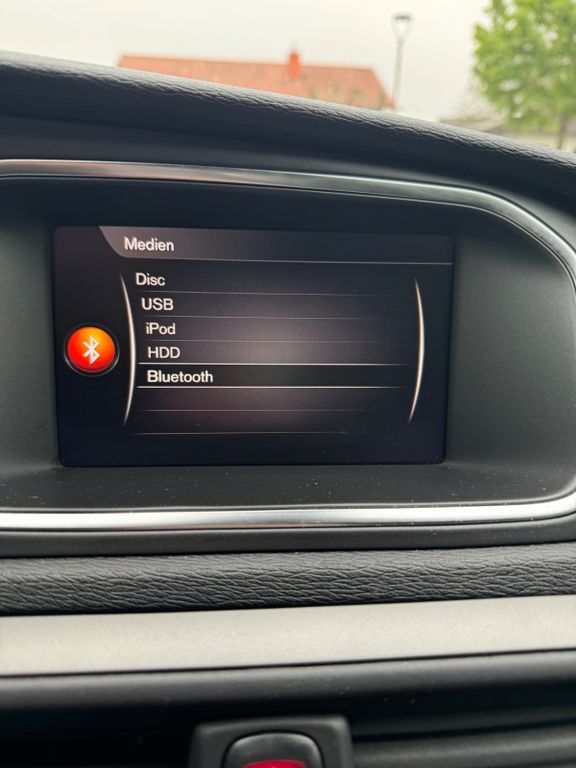 Medien
Disc
USB
iPod
HDD
Bluetooth